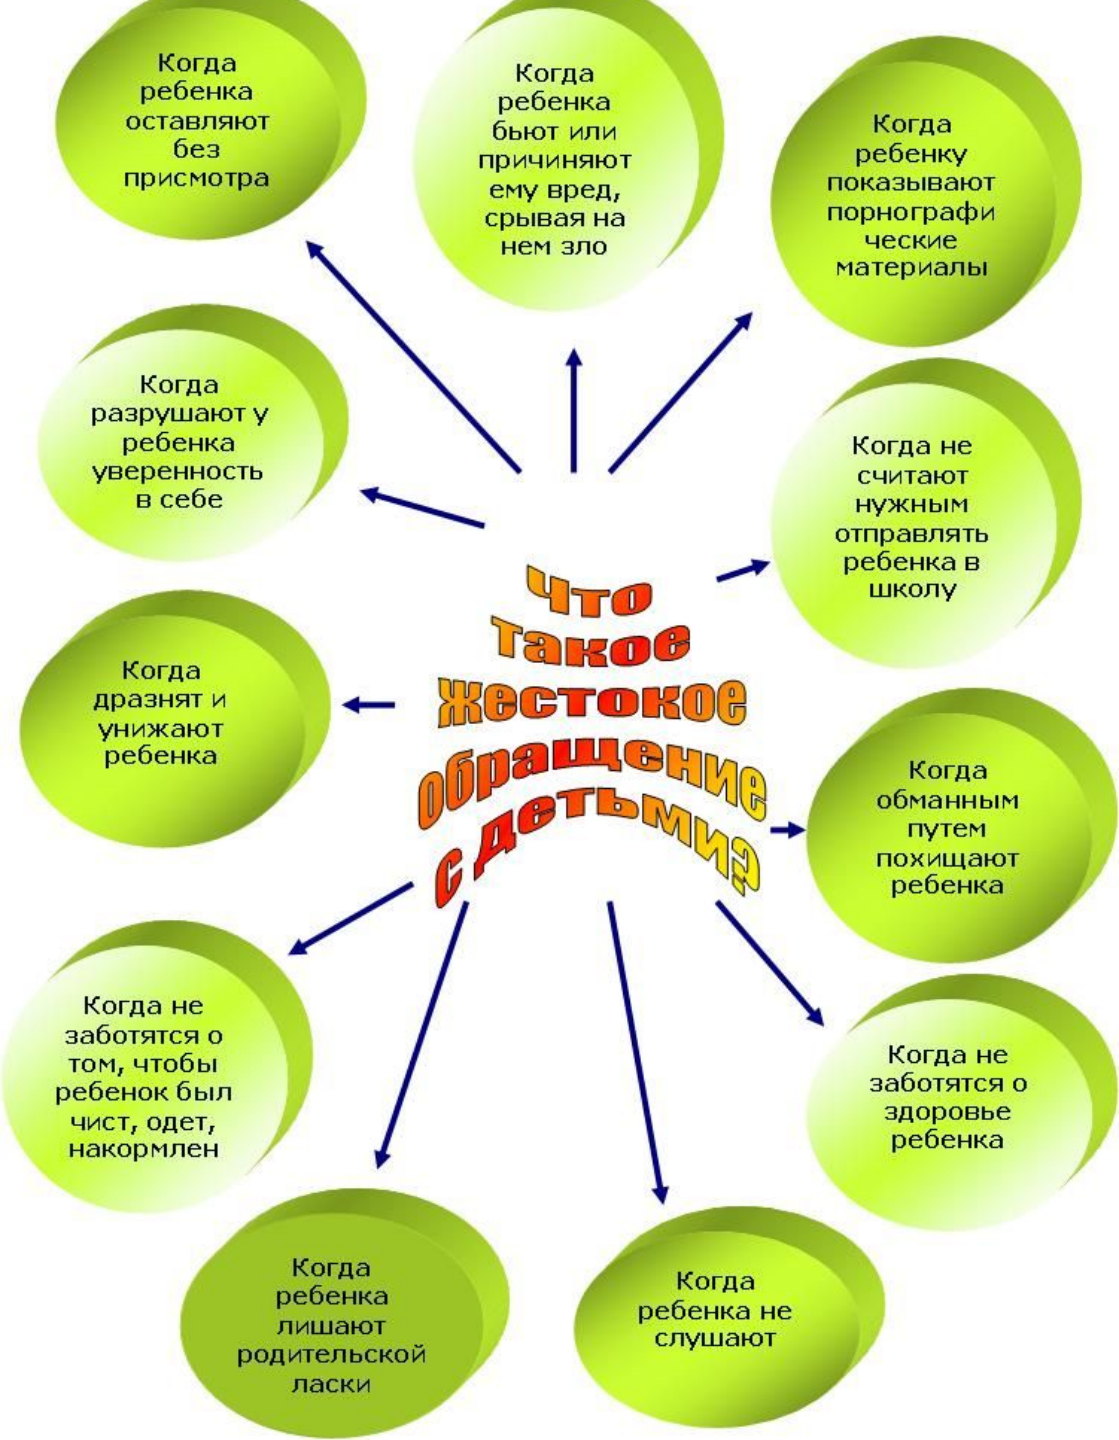 Когда
ребенка
оставляют
без
присмотра
Когда
ребенка
бьют или
причиняют
ему вред,
срывая на
нем зло
Когда
ребенку
показывают
порнографи
ческие
материалы
Когда
разрушают у
ребенка
уверенность
в себе
Когда не
считают
нужным
отправлять
ребенка в
школу
Что
такое
жестокое
обращение
с детьми?
Когда
дразнят и
унижают
ребенка
Когда
обманным
путем
похищают
ребенка
Когда не
заботятся о
том, чтобы
ребенок был
чист, одет,
накормлен
Когда не
заботятся о
здоровье
ребенка
Когда
ребенка
лишают
родительской
ласки
Когда
ребенка не
слушают